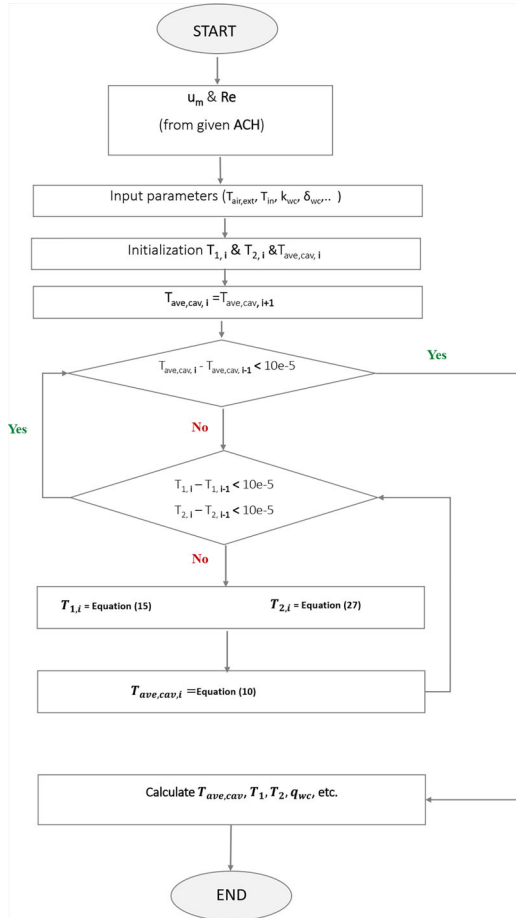 START
u_m & Re
(from given ACH)
Input parameters (T_air,ext, T_in, k_wc, δ_wc,.. )
Initialization T_1, i & T_2, i &T_ave,cav, i
T_ave,cav, i =T_ave,cav, i+1
Yes
T_ave,cav, i - T_ave,cav, i-1 < 10e-5
Yes
No
T_1, i – T_1, i-1 < 10e-5
T_2, i – T_2, i-1 < 10e-5
No
T_1,i = Equation (15) T_2,i = Equation (27)
T_ave,cav,i =Equation (10)
Calculate T_ave,cav, T_1, T_2, q_wc, etc.
END